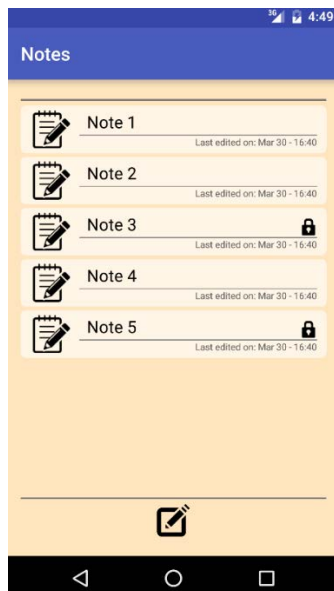 3G 4:49
Notes
Note 1
Last edited on: Mar 30 - 16:40
Note 2
Last edited on: Mar 30 - 16:40
Note 3
Last edited on: Mar 30 - 16:40
Note 4
Last edited on: Mar 30 - 16:40
Note 5
Last edited on: Mar 30 - 16:40